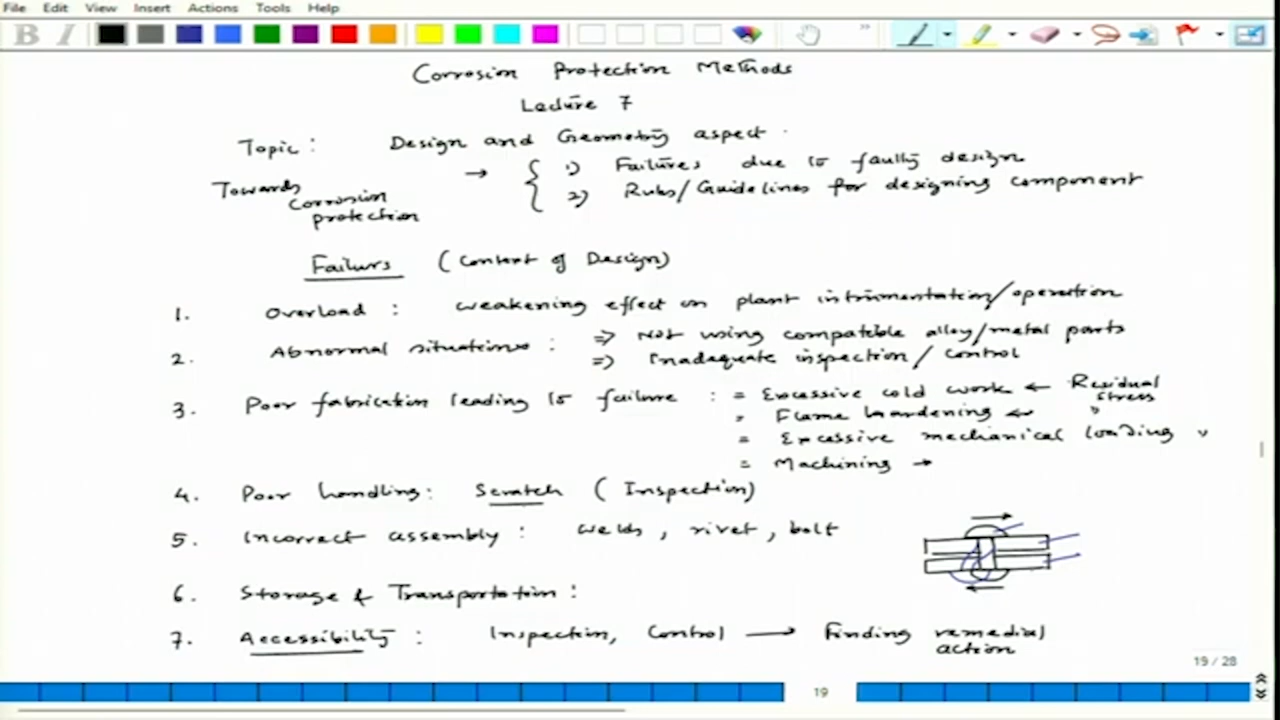 File Edit View Insert Actions Tools Help
B I
Corrosion Protection Methods
Lecture 7
Topic : Design and Geometry aspect .
Towards Corrosion protection
→ { 1) Failures due to faulty design
2) Rules/Guidelines for designing component
Failurs (Context of Design)
1. Overload : weakening effect on plant instrumentation/operation
2. Abnormal situations : => Not using compatible alloy/metal parts
=> Inadequate inspection / control
3. Poor fabrication leading to failure : = Excessive cold work ← Residual stress
= Flame hardening ← "
= Excessive mechanical loading "
= Machining →
4. Poor handling: Scratch ( Inspection)
5. Incorrect assembly : welds , rivet , bolt
6. Storage & Transportation :
7. Accessibility : Inspection, Control → Finding remedial action
19 / 28
19